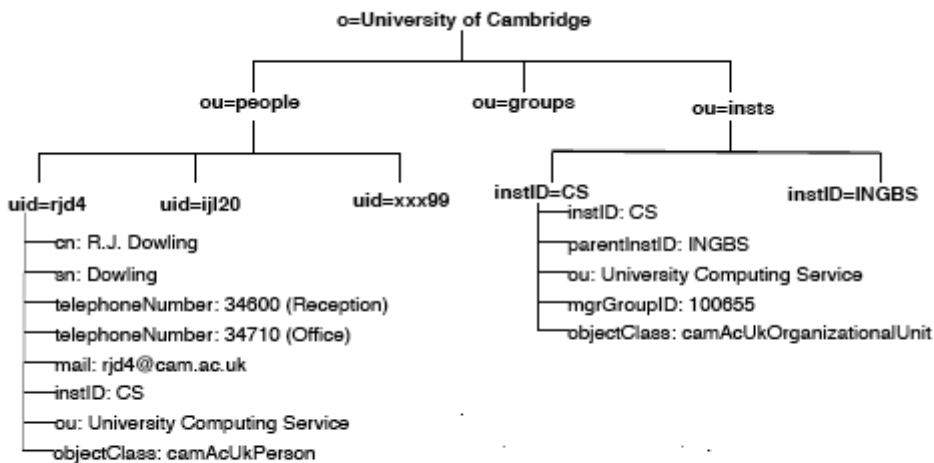 o=University of Cambridge
ou=people
ou=groups
ou=insts
uid=rjd4
uid=ijl20
uid=xxx99
instID=CS
instID=INGBS
cn: R.J. Dowling
sn: Dowling
telephoneNumber: 34600 (Reception)
telephoneNumber: 34710 (Office)
mail: rjd4@cam.ac.uk
instID: CS
ou: University Computing Service
objectClass: camAcUkPerson
instID: CS
parentInstID: INGBS
ou: University Computing Service
mgrGroupID: 100655
objectClass: camAcUkOrganizationalUnit